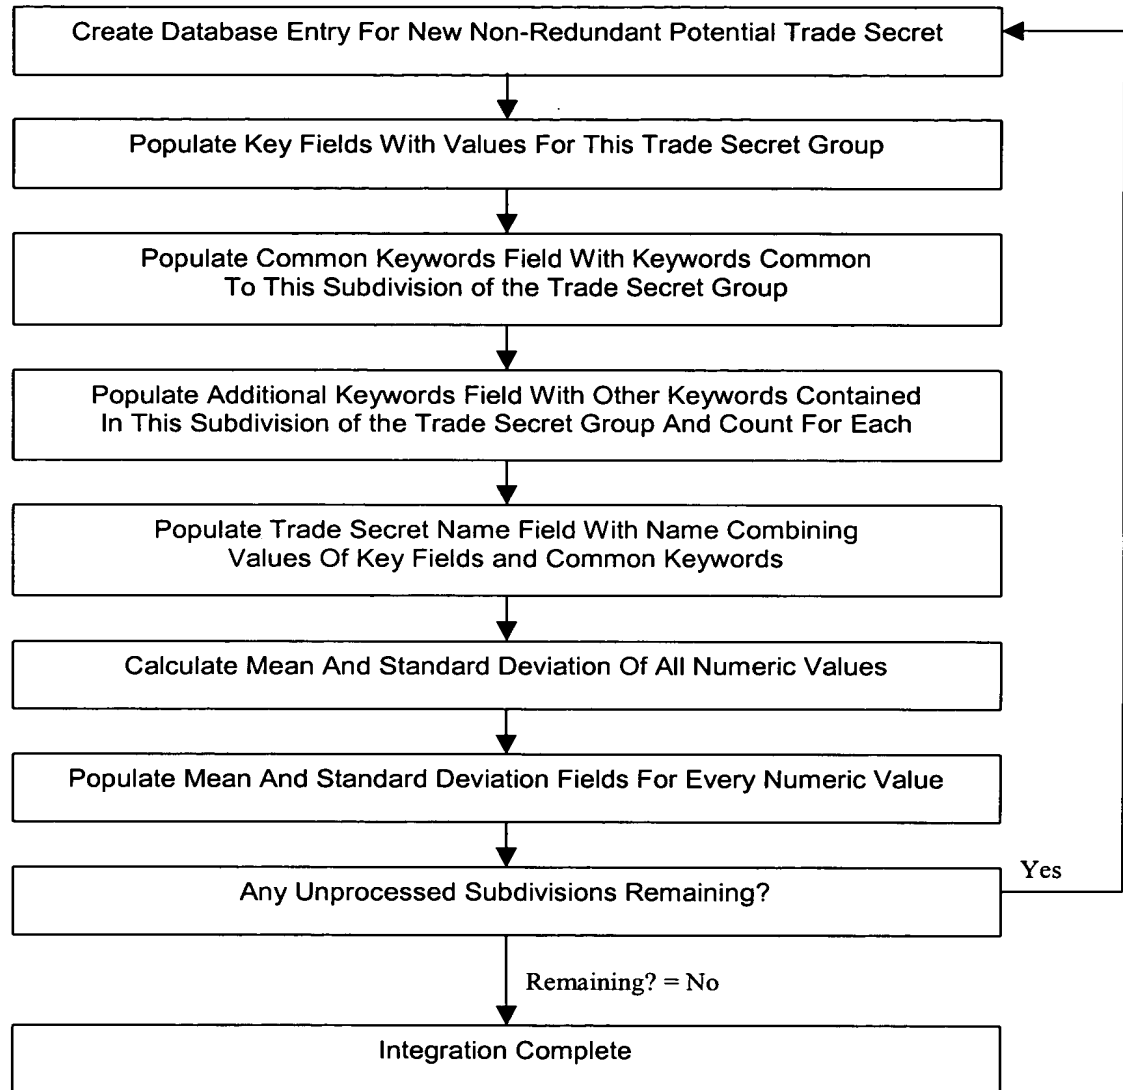 Create Database Entry For New Non-Redundant Potential Trade Secret
Populate Key Fields With Values For This Trade Secret Group
Populate Common Keywords Field With Keywords Common
To This Subdivision of the Trade Secret Group
Populate Additional Keywords Field With Other Keywords Contained
In This Subdivision of the Trade Secret Group And Count For Each
Populate Trade Secret Name Field With Name Combining
Values Of Key Fields and Common Keywords
Calculate Mean And Standard Deviation Of All Numeric Values
Populate Mean And Standard Deviation Fields For Every Numeric Value
Yes
Any Unprocessed Subdivisions Remaining?
Remaining? = No
Integration Complete